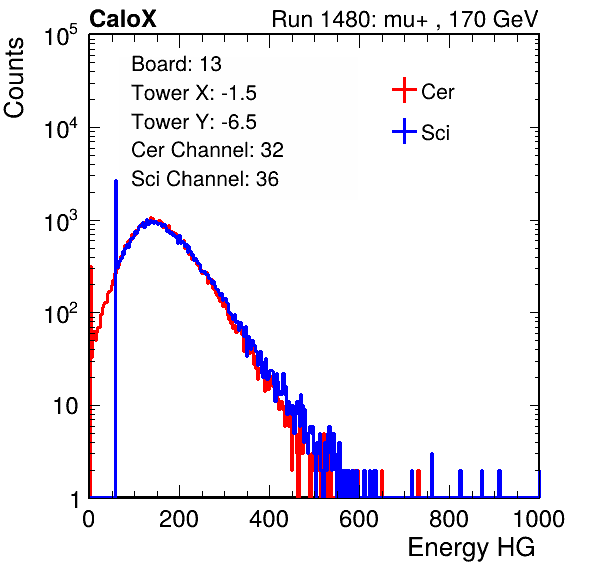 CaloX Run 1480: mu+ , 170 GeV
Counts
Board: 13
Tower X: -1.5
Tower Y: -6.5
Cer Channel: 32
Sci Channel: 36
Cer
Sci
10^5
10^4
10^3
10^2
10
1
0 200 400 600 800 1000
Energy HG